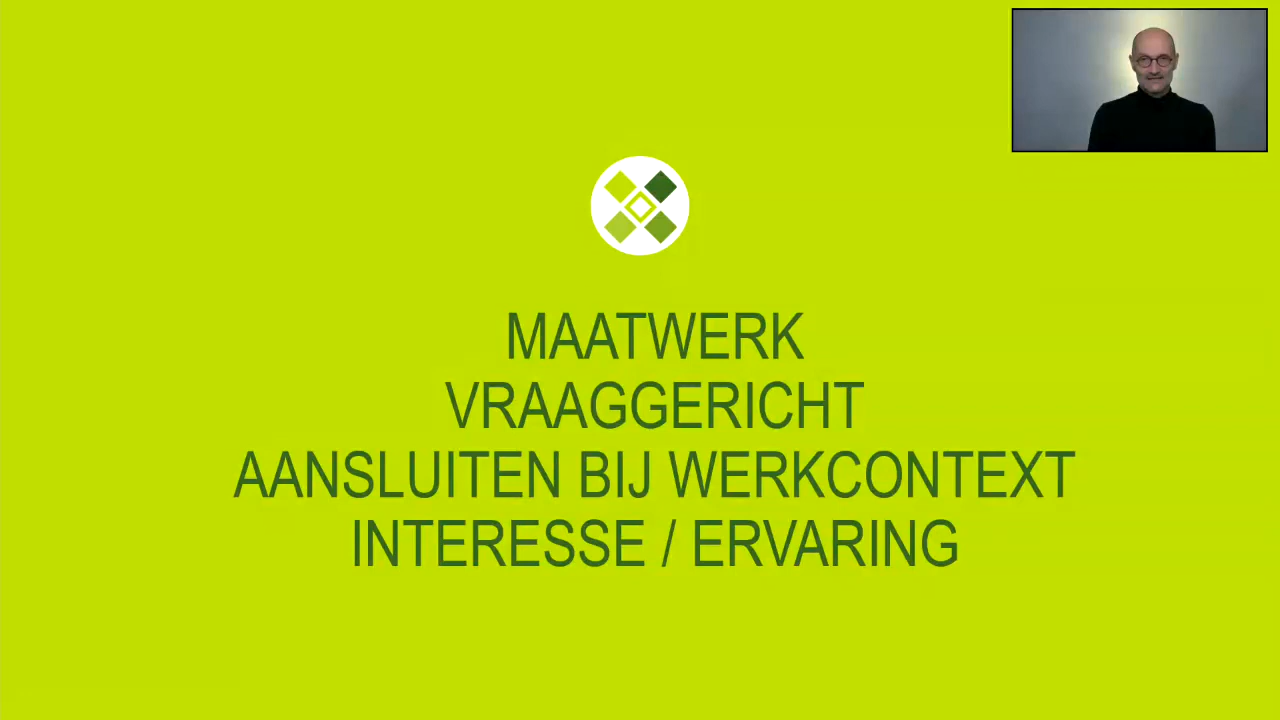 MAATWERK
VRAAGGERICHT
AANSLUITEN BIJ WERKCONTEXT
INTERESSE / ERVARING